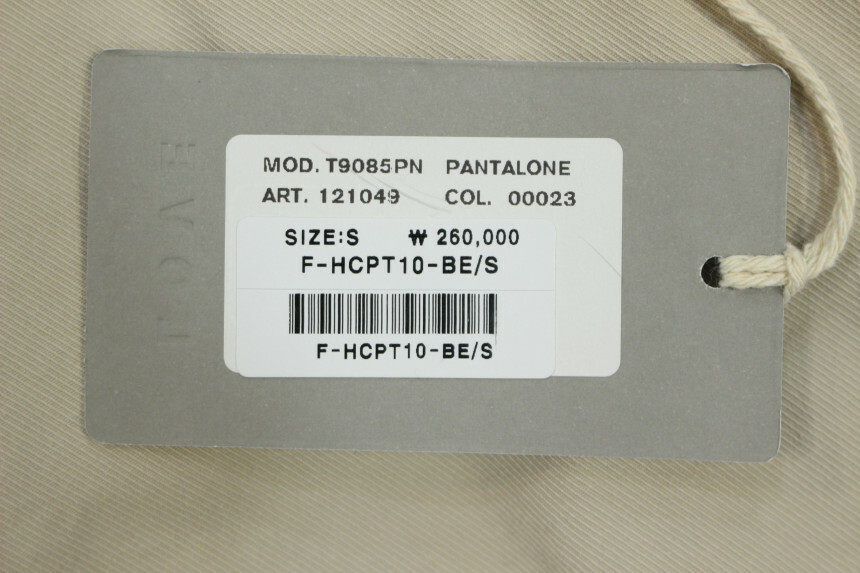 MOD. T9085PN PANTALONE
ART. 121049 COL. 00023
SIZE:S ₩ 260,000
F-HCPT10-BE/S
F-HCPT10-BE/S